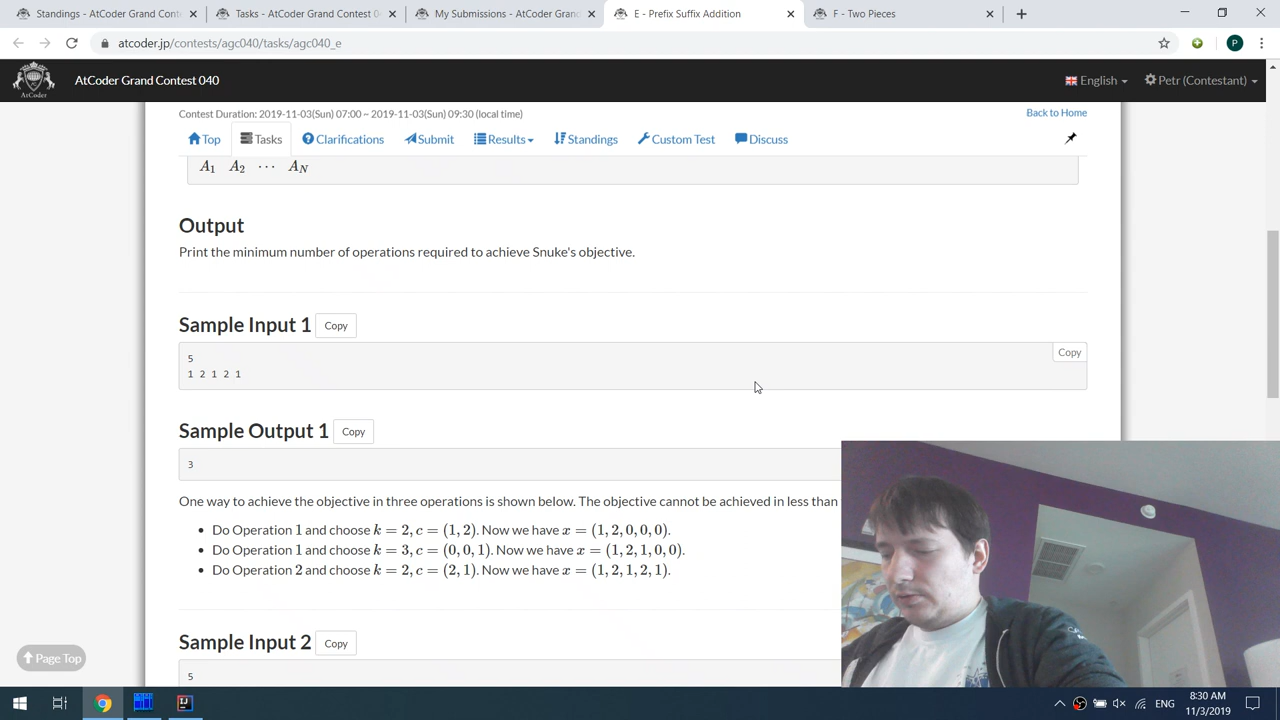 Standings - AtCoder Grand Cont
Tasks - AtCoder Grand Contest 0
My Submissions - AtCoder Gran
E - Prefix Suffix Addition
F - Two Pieces
atcoder.jp/contests/agc040/tasks/agc040_e
P
AtCoder Grand Contest 040
English
Petr (Contestant)
Contest Duration: 2019-11-03(Sun) 07:00 ~ 2019-11-03(Sun) 09:30 (local time)
Back to Home
Top
Tasks
Clarifications
Submit
Results
Standings
Custom Test
Discuss
A1 A2 ⋯ AN
Output
Print the minimum number of operations required to achieve Snuke's objective.
Sample Input 1
Copy
Copy
5
1 2 1 2 1
Sample Output 1
Copy
3
One way to achieve the objective in three operations is shown below. The objective cannot be achieved in less than
• Do Operation 1 and choose k = 2, c = (1, 2). Now we have x = (1, 2, 0, 0, 0).
• Do Operation 1 and choose k = 3, c = (0, 0, 1). Now we have x = (1, 2, 1, 0, 0).
• Do Operation 2 and choose k = 2, c = (2, 1). Now we have x = (1, 2, 1, 2, 1).
Sample Input 2
Copy
5
Page Top
ENG
8:30 AM
11/3/2019